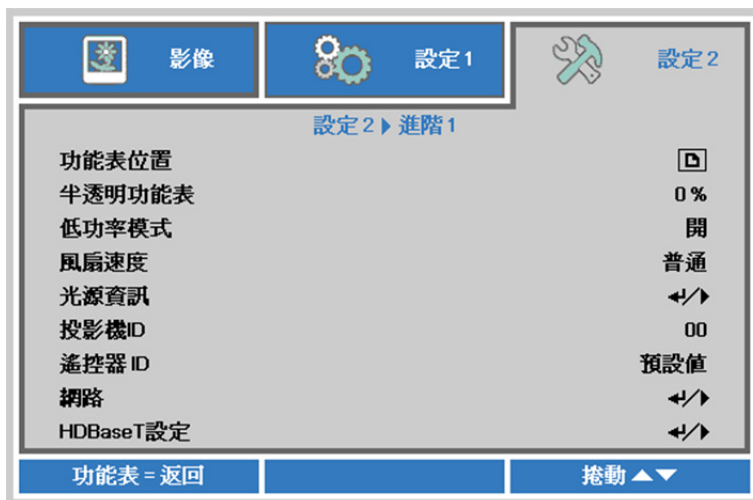 影像
設定1
設定2
設定2▶進階1
功能表位置
半透明功能表 0%
低功率模式 開
風扇速度 普通
光源資訊 ↵/▶
投影機ID 00
遙控器ID 預設值
網路 ↵/▶
HDBaseT設定 ↵/▶
功能表=返回
捲動▲▼